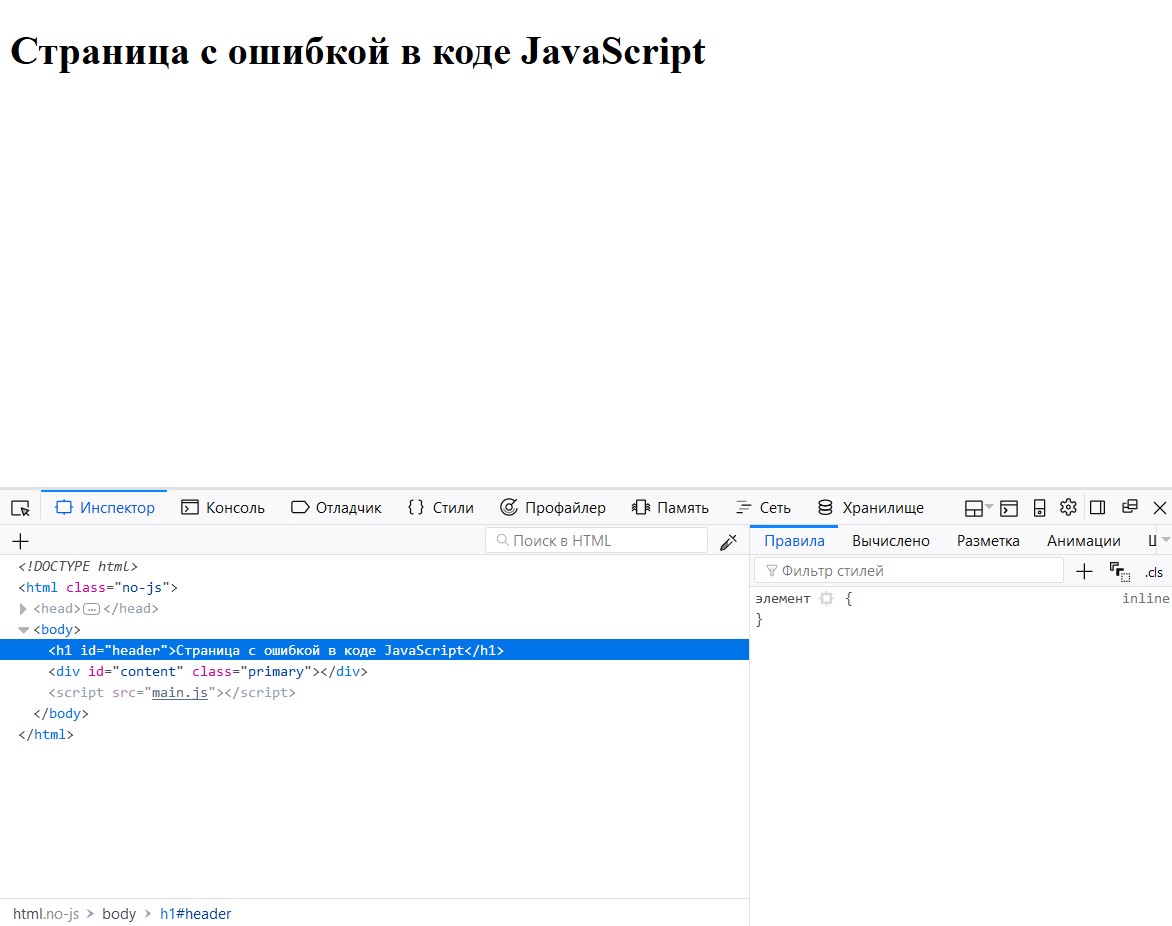 Страница с ошибкой в коде JavaScript
Инспектор Консоль Отладчик {} Стили Профайлер Память Сеть Хранилище
+ Поиск в HTML Правила Вычислено Разметка Анимации
<!DOCTYPE html> Фильтр стилей + .cls
<html class="no-js">
<head>…</head> элемент { inline
<body> }
<h1 id="header">Страница с ошибкой в коде JavaScript</h1>
<div id="content" class="primary"></div>
<script src="main.js"></script>
</body>
</html>
html.no-js > body > h1#header